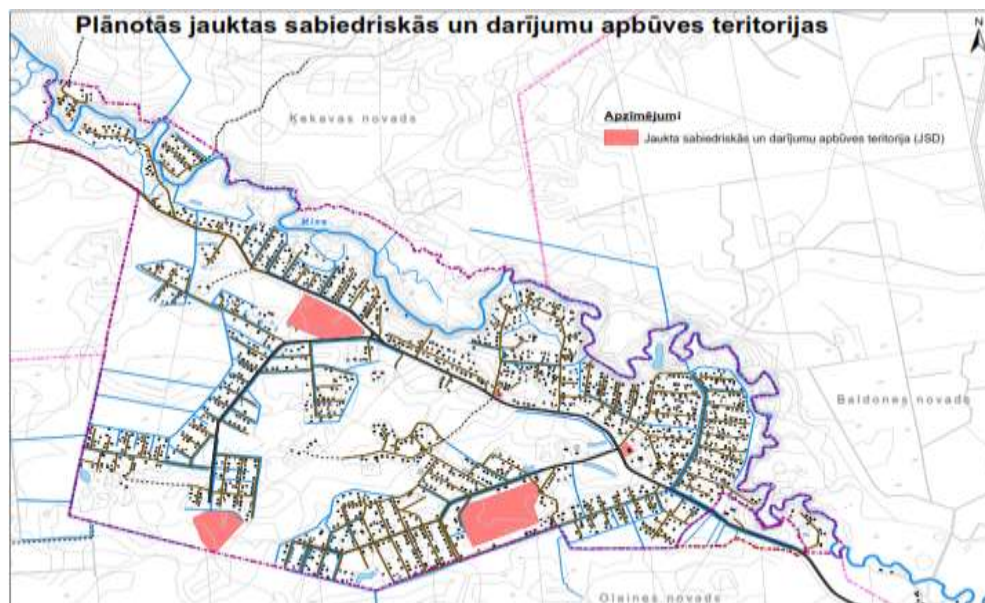 Plānotās jauktas sabiedriskās un darījumu apbūves teritorijas
N
Ķekavas novads
Apzīmējumi
Jaukta sabiedriskās un darījumu apbūves teritorija (JSD)
Baldones novads
Olaines novads